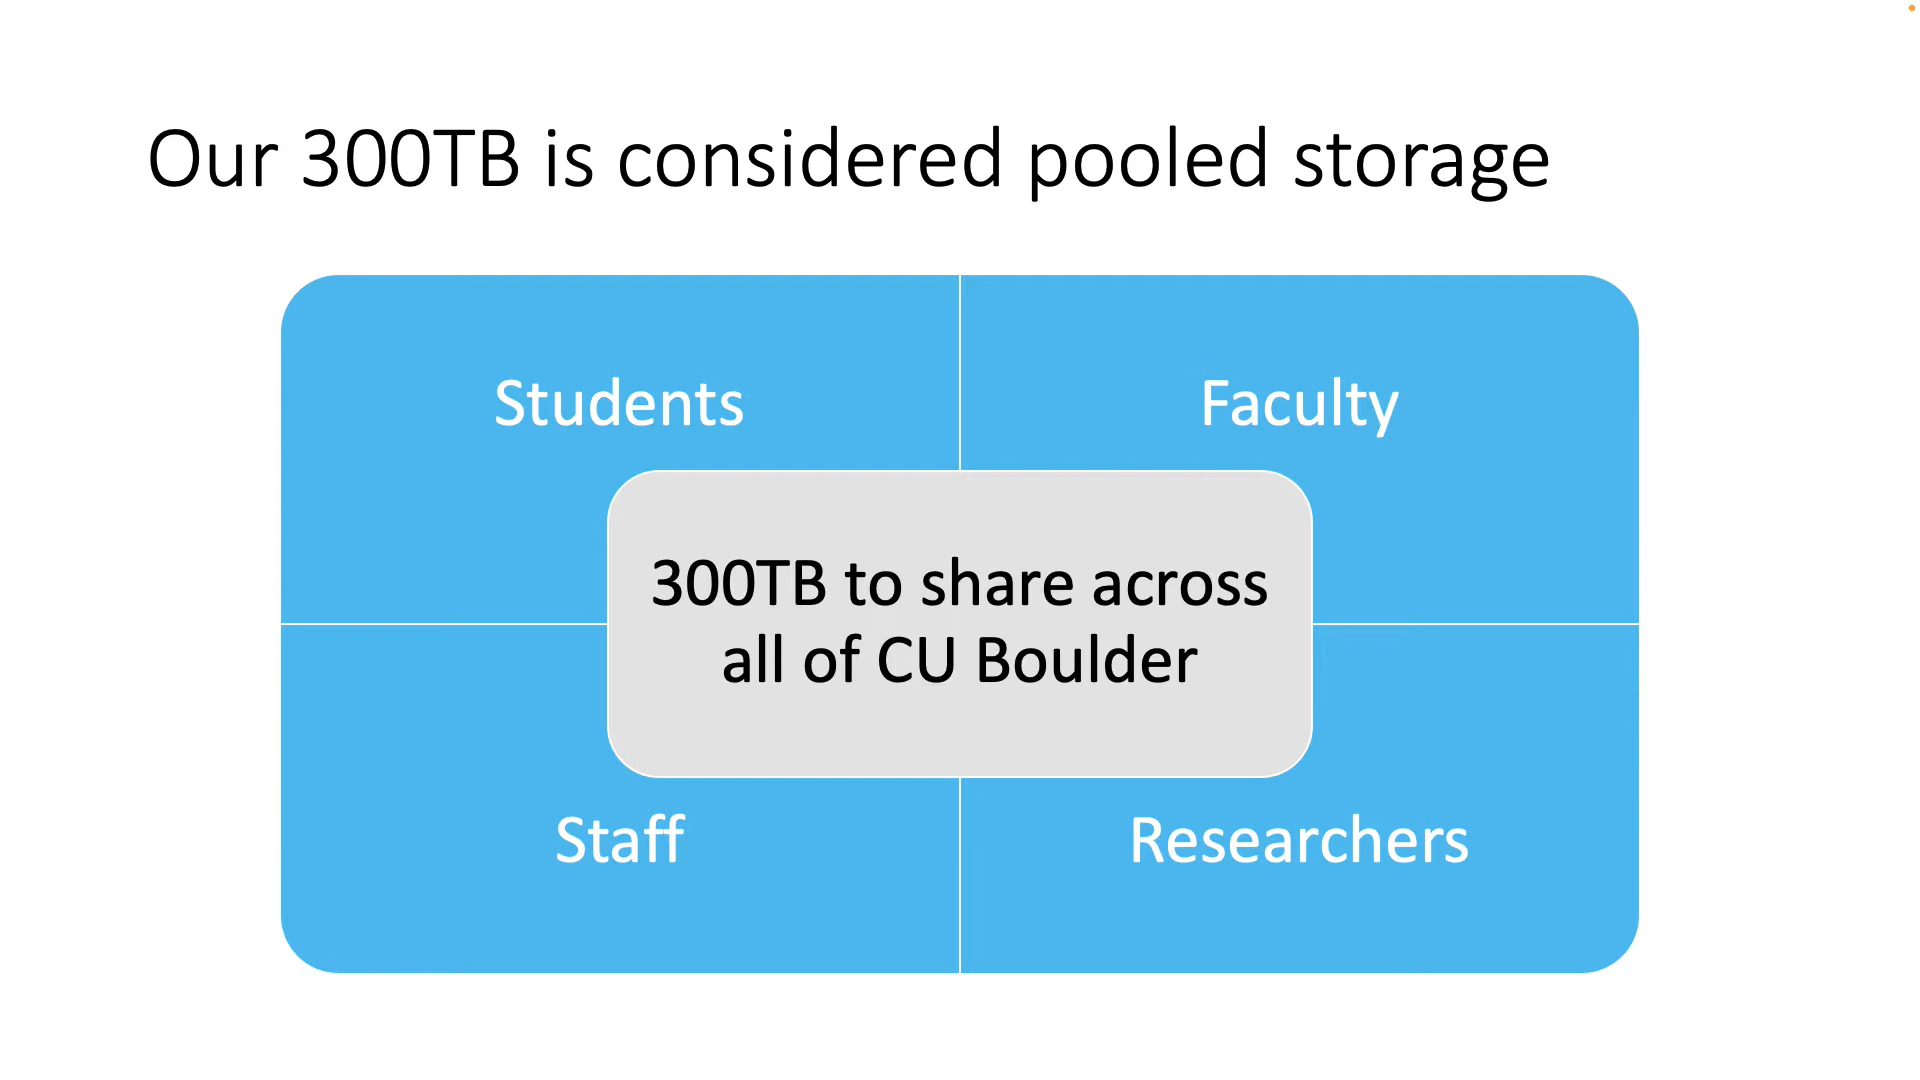 Our 300TB is considered pooled storage
Students
Faculty
300TB to share across
all of CU Boulder
Staff
Researchers